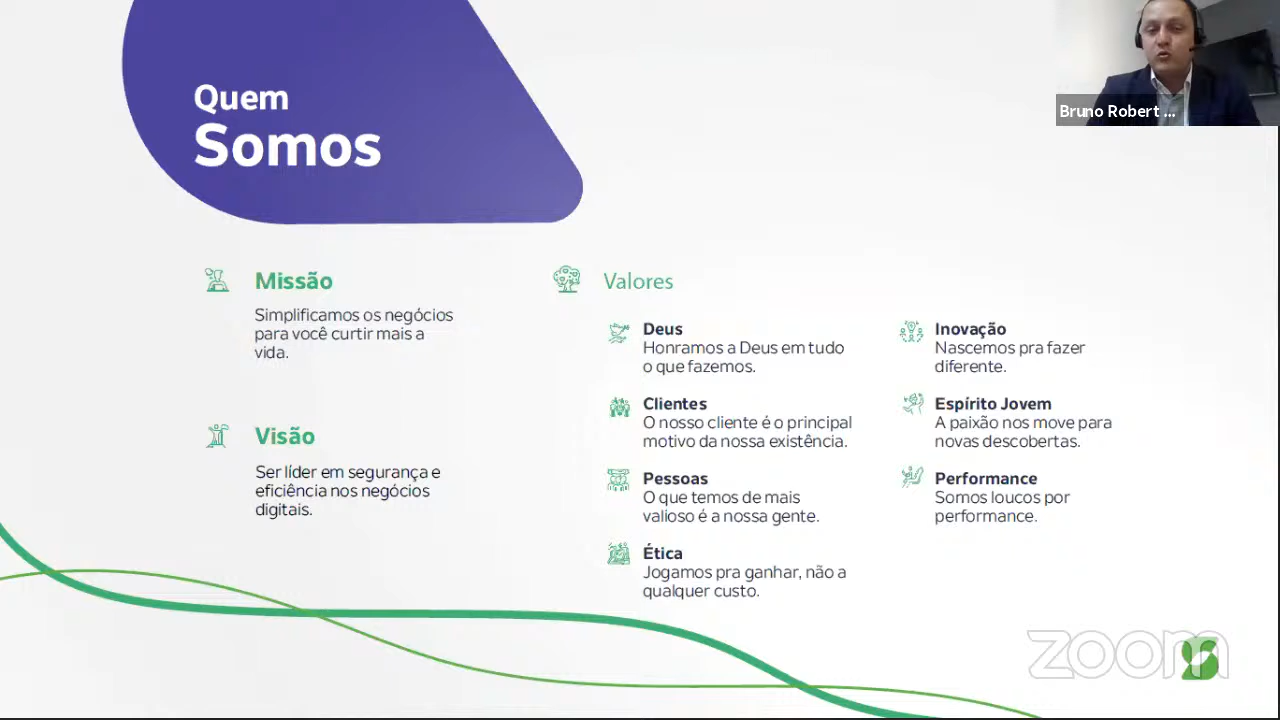 Quem
Somos
Bruno Robert ...
Missão
Simplificamos os negócios
para você curtir mais a
vida.
Visão
Ser líder em segurança e
eficiência nos negócios
digitais.
Valores
Deus
Honramos a Deus em tudo
o que fazemos.
Clientes
O nosso cliente é o principal
motivo da nossa existência.
Pessoas
O que temos de mais
valioso é a nossa gente.
Ética
Jogamos pra ganhar, não a
qualquer custo.
Inovação
Nascemos pra fazer
diferente.
Espírito Jovem
A paixão nos move para
novas descobertas.
Performance
Somos loucos por
performance.
zoom